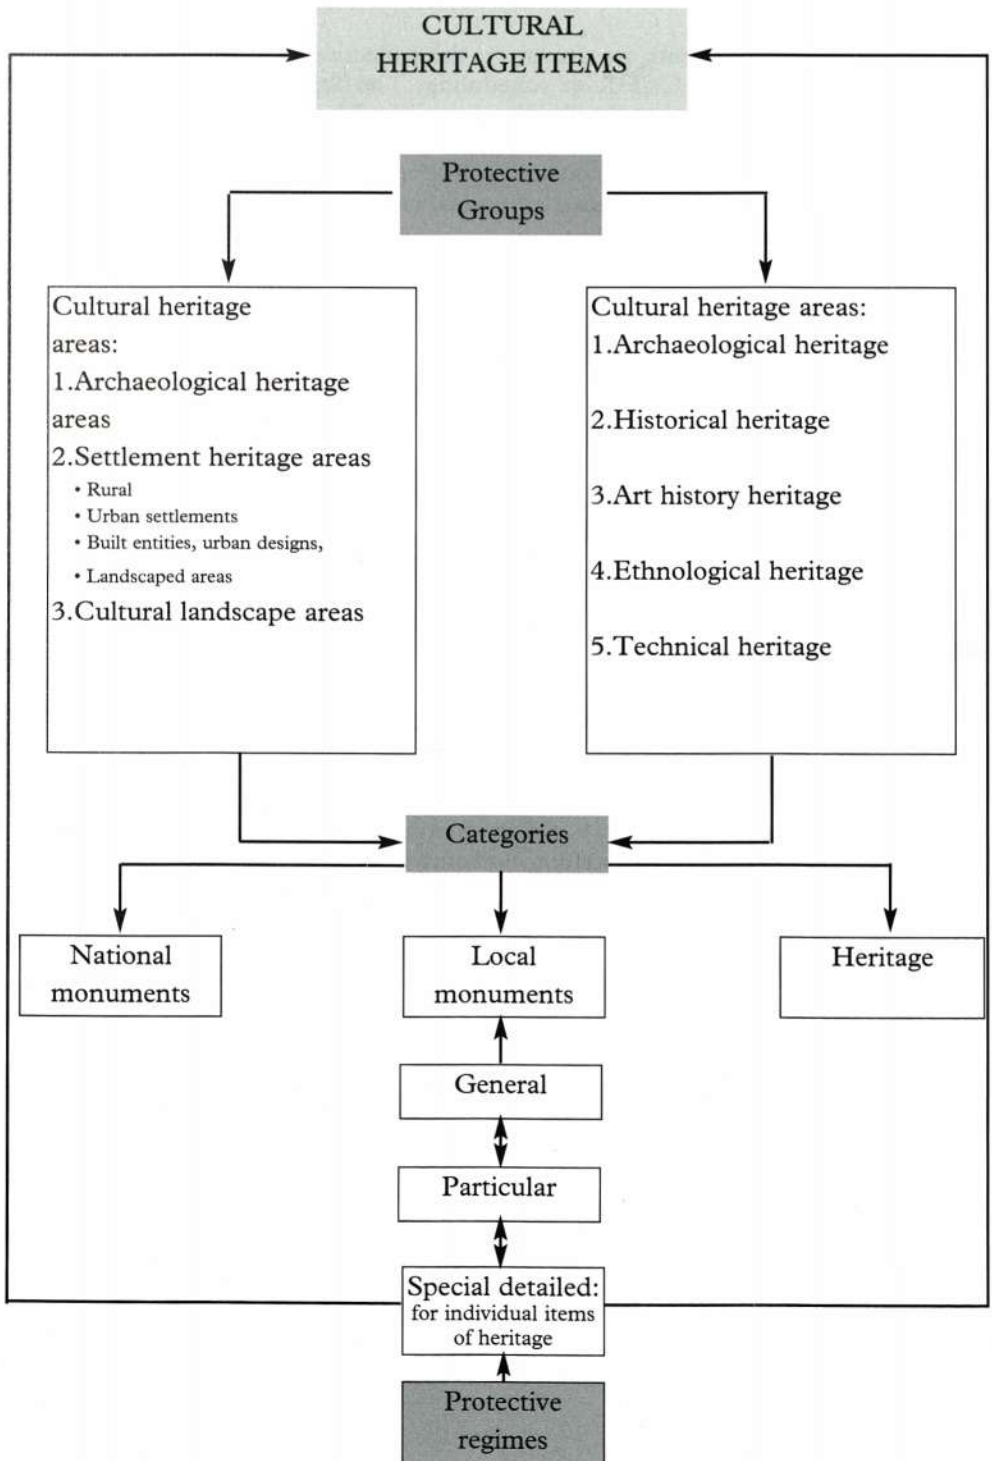 CULTURAL
HERITAGE ITEMS
Protective
Groups
Cultural heritage
areas:
1.Archaeological heritage
areas
2.Settlement heritage areas
• Rural
• Urban settlements
• Built entities, urban designs,
• Landscaped areas
3.Cultural landscape areas
Cultural heritage areas:
1.Archaeological heritage
2.Historical heritage
3.Art history heritage
4.Ethnological heritage
5.Technical heritage
Categories
National
monuments
Local
monuments
Heritage
General
Particular
Special detailed:
for individual items
of heritage
Protective
regimes